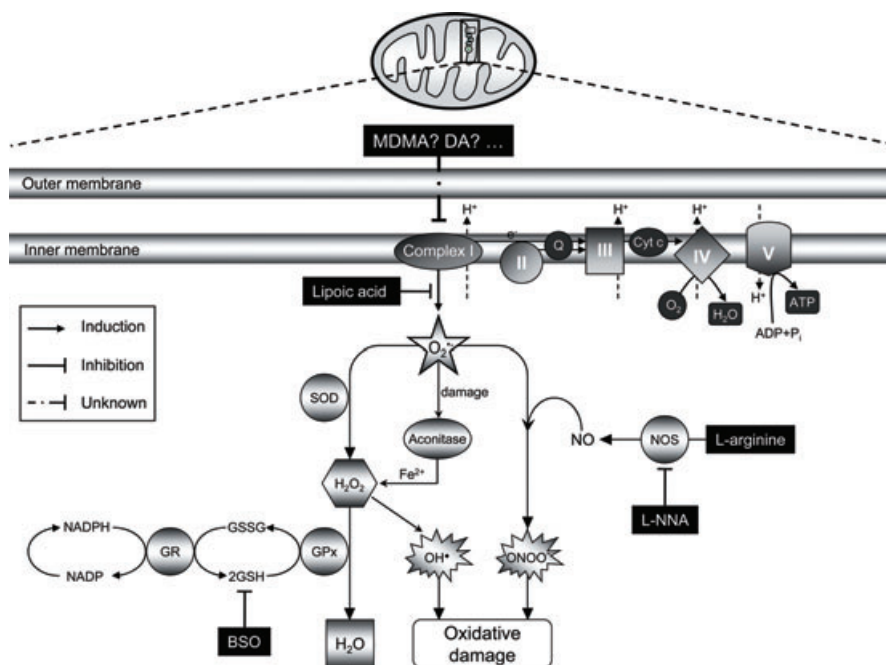 MDMA? DA? ...
Outer membrane
H⁺ H⁺ H⁺
Inner membrane
Complex I
e⁻
Q
II
III
Cyt c
IV
V
Lipoic acid
O₂
H₂O
H⁺
ATP
ADP+Pᵢ
Induction
Inhibition
Unknown
O₂•-
SOD
damage
Aconitase
NO
NOS
L-arginine
H₂O₂
Fe²⁺
L-NNA
NADPH
GSSG
GR
GPx
OH•
ONOO
NADP
2GSH
BSO
H₂O
Oxidative
damage